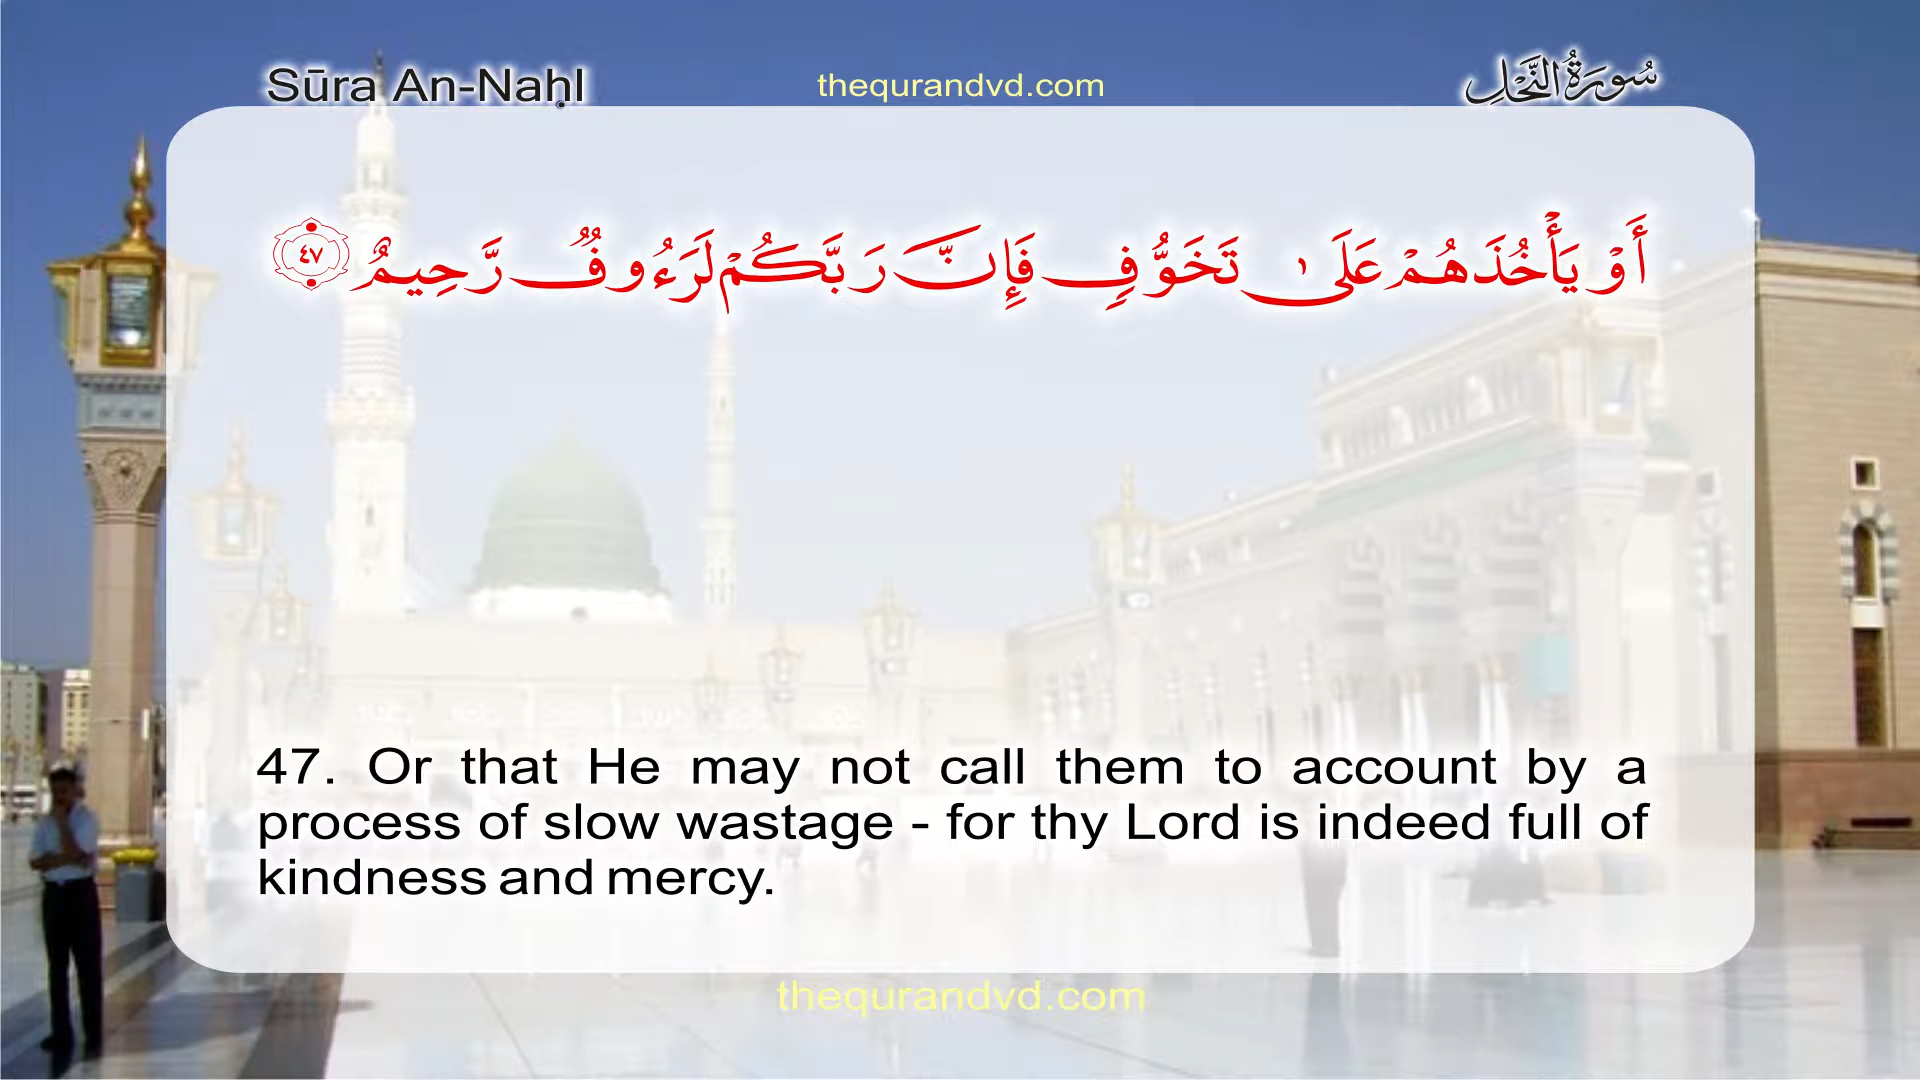 Sūra An-Naḥl
thequrandvd.com
سُورَةُ النَّحْلِ
أَوْ يَأْخُذَهُمْ عَلَىٰ تَخَوُّفٍ فَإِنَّ رَبَّكُمْ لَرَءُوفٌ رَّحِيمٌ ٤٧
47. Or that He may not call them to account by a
process of slow wastage - for thy Lord is indeed full of
kindness and mercy.
thequrandvd.com